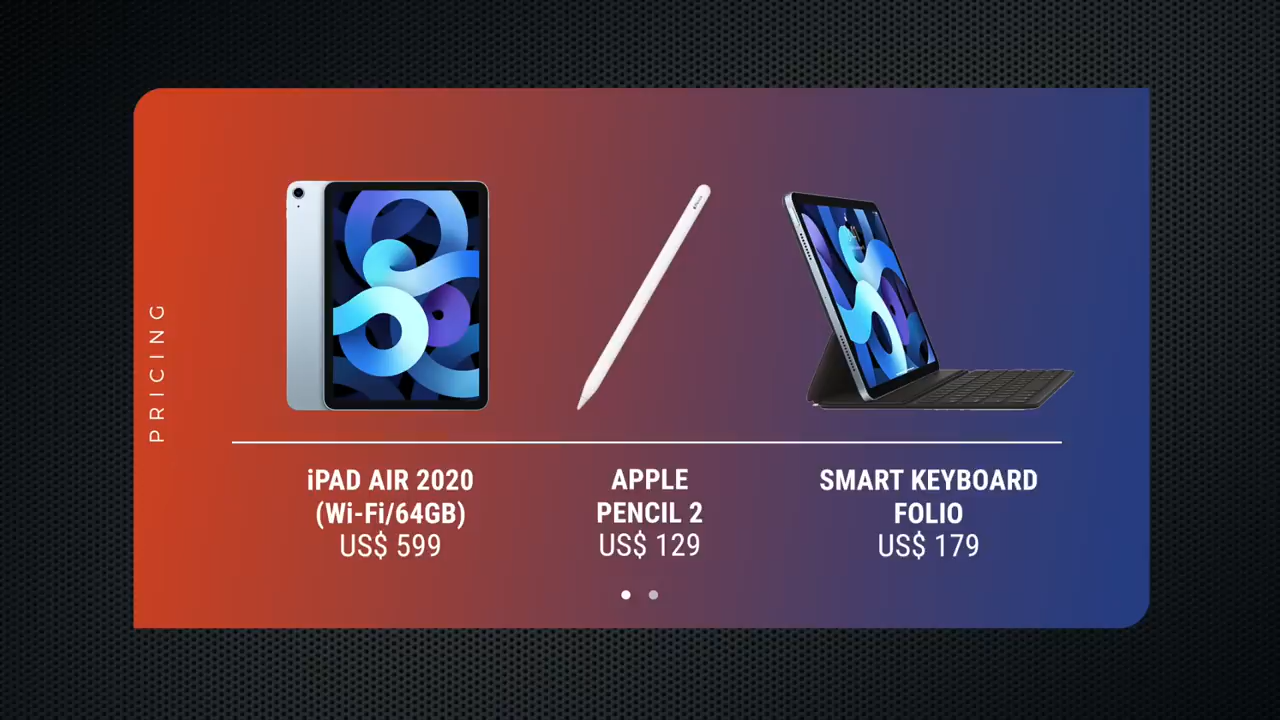 PRICING
iPAD AIR 2020
(Wi-Fi/64GB)
US$ 599
APPLE
PENCIL 2
US$ 129
SMART KEYBOARD
FOLIO
US$ 179